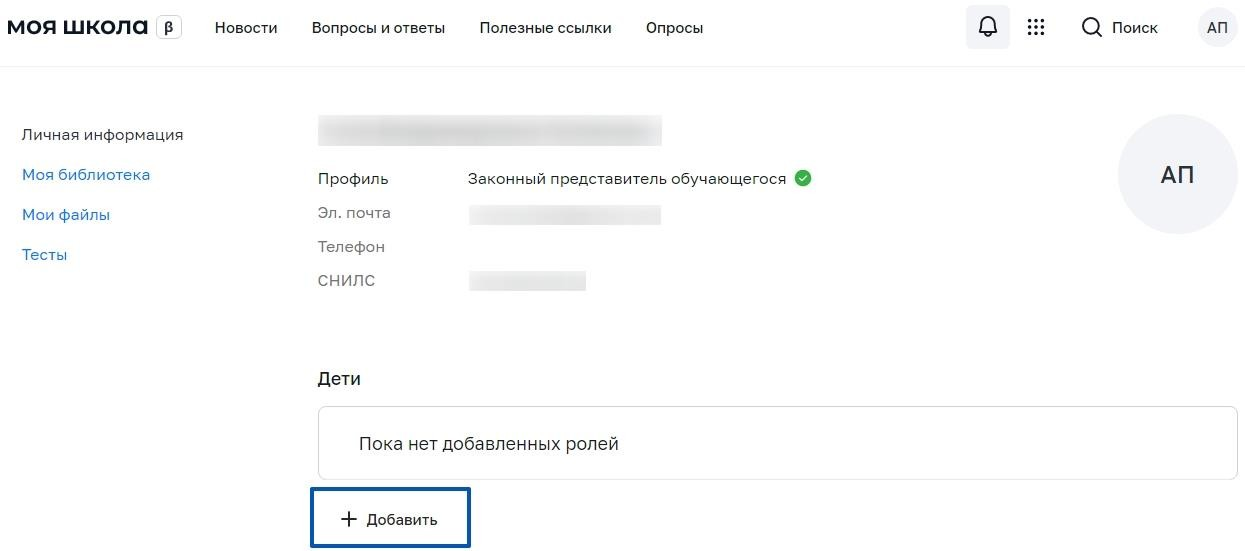 моя школа β Новости Вопросы и ответы Полезные ссылки Опросы Поиск АП
Личная информация
Моя библиотека
Мои файлы
Тесты
Профиль Законный представитель обучающегося
Эл. почта
Телефон
СНИЛС
АП
Дети
Пока нет добавленных ролей
+ Добавить